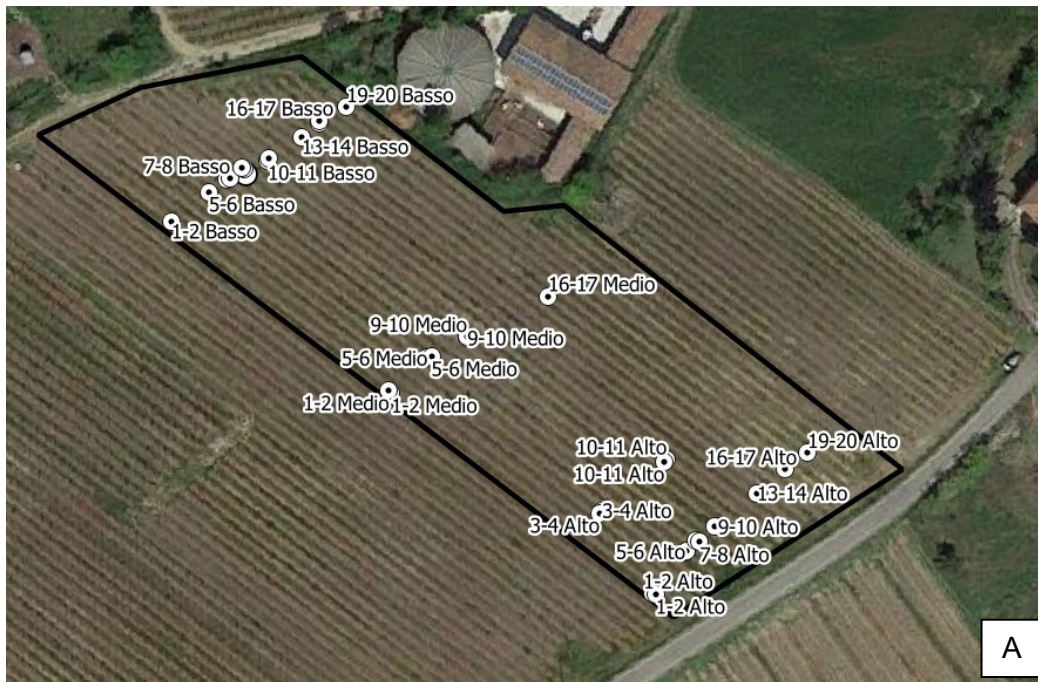 19-20 Basso
16-17 Basso
13-14 Basso
7-8 Basso
10-11 Basso
5-6 Basso
1-2 Basso
16-17 Medio
9-10 Medio
9-10 Medio
5-6 Medio
5-6 Medio
1-2 Medio
1-2 Medio
19-20 Alto
10-11 Alto
16-17 Alto
10-11 Alto
13-14 Alto
3-4 Alto
3-4 Alto
9-10 Alto
5-6 Alto
7-8 Alto
1-2 Alto
1-2 Alto
A